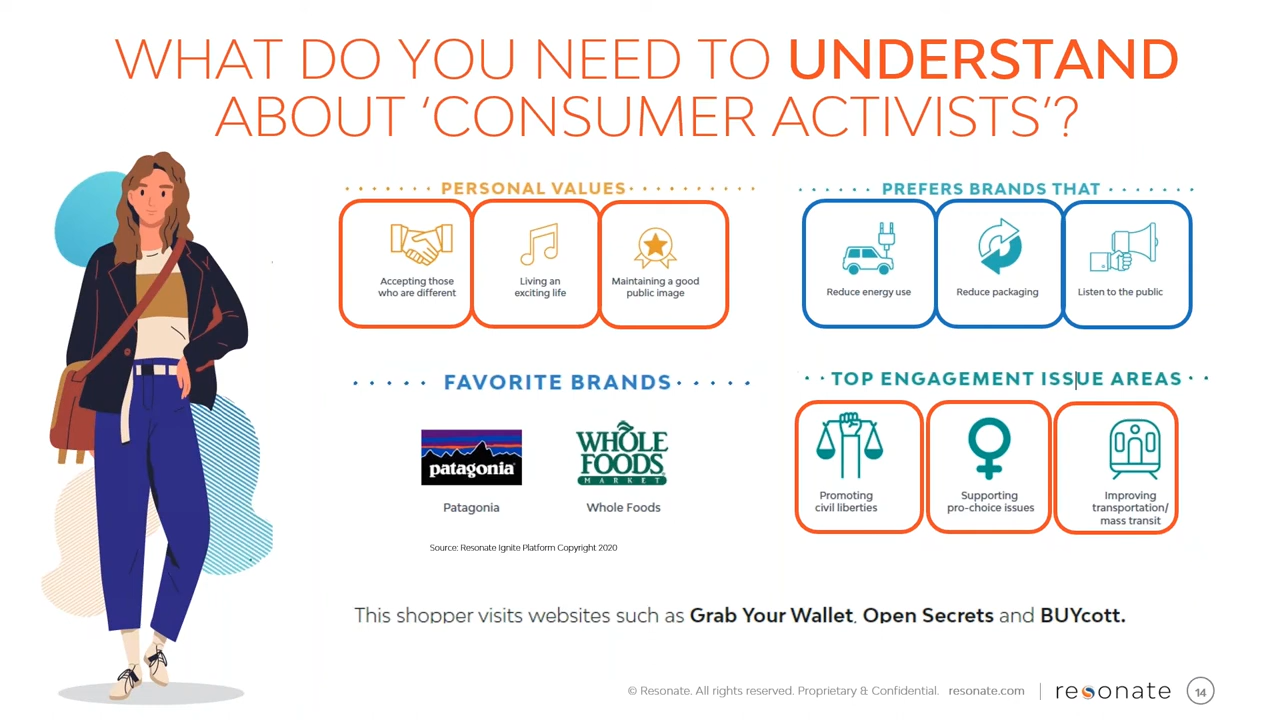 WHAT DO YOU NEED TO UNDERSTAND
ABOUT ‘CONSUMER ACTIVISTS’?
PERSONAL VALUES
Accepting those
who are different
Living an
exciting life
Maintaining a good
public image
PREFERS BRANDS THAT
Reduce energy use
Reduce packaging
Listen to the public
FAVORITE BRANDS
patagonia
Patagonia
WHOLE
FOODS
MARKET
Whole Foods
Source: Resonate Ignite Platform Copyright 2020
TOP ENGAGEMENT ISSUE AREAS
Promoting
civil liberties
Supporting
pro-choice issues
Improving
transportation/
mass transit
This shopper visits websites such as Grab Your Wallet, Open Secrets and BUYcott.
© Resonate. All rights reserved. Proprietary & Confidential. resonate.com | resonate 14